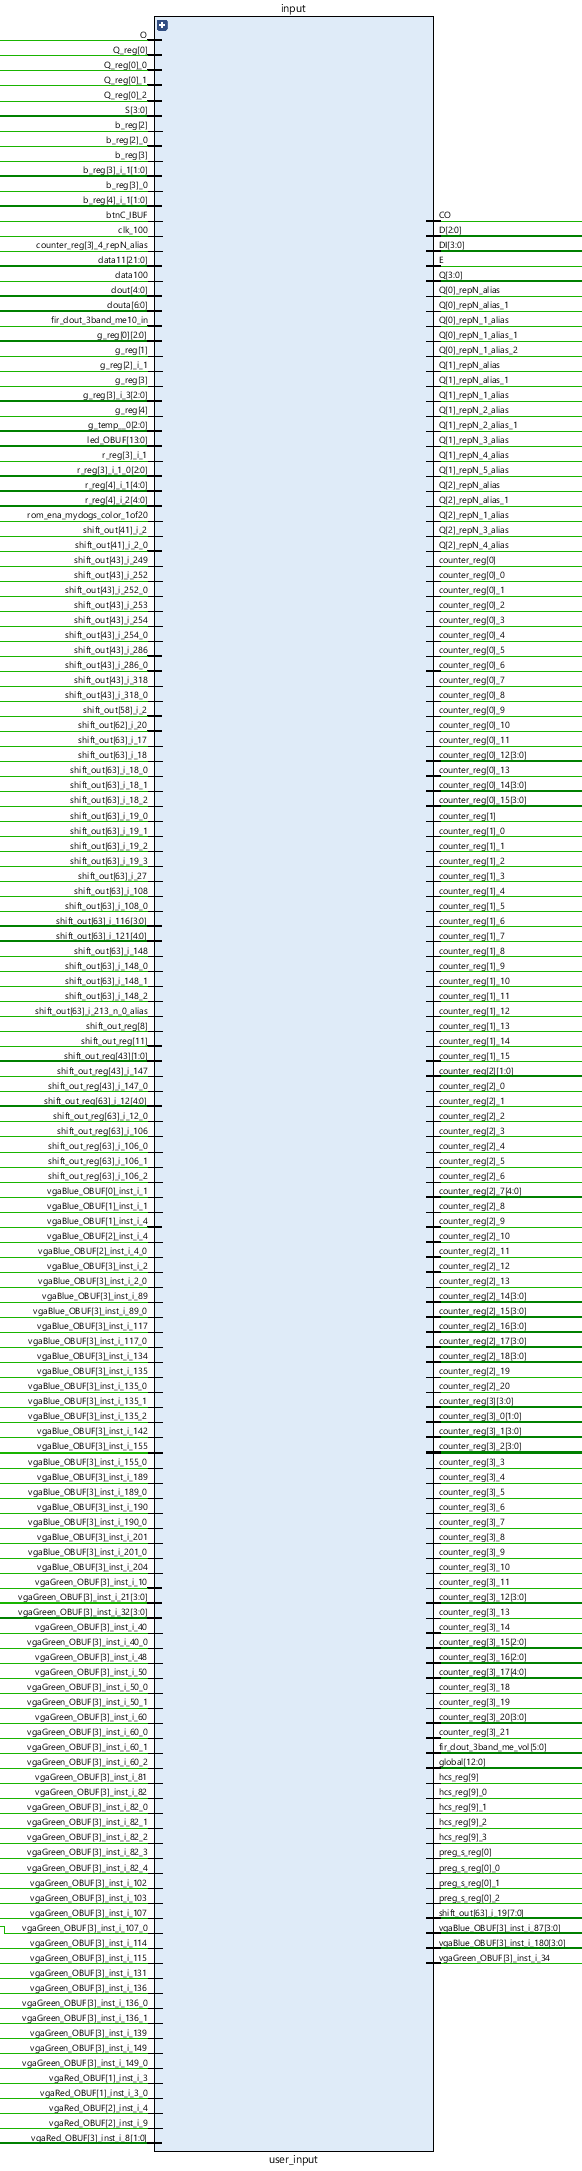 input
O
Q_reg[0]
Q_reg[0]_0
Q_reg[0]_1
Q_reg[0]_2
S[3:0]
b_reg[2]
b_reg[2]_0
b_reg[3]
b_reg[3]_i_1[1:0]
b_reg[3]_0
b_reg[4]_i_1[1:0]
btnC_IBUF
clk_100
counter_reg[3]_4_repN_alias
data11[21:0]
data100
dout[4:0]
douta[6:0]
fir_dout_3band_me10_in
g_reg[0][2:0]
g_reg[1]
g_reg[2]_i_1
g_reg[3]
g_reg[3]_i_3[2:0]
g_reg[4]
g_temp__0[2:0]
led_OBUF[13:0]
r_reg[3]_i_1
r_reg[3]_i_1_0[2:0]
r_reg[4]_i_1[4:0]
r_reg[4]_i_2[4:0]
rom_ena_mydogs_color_1of20
shift_out[41]_i_2
shift_out[41]_i_2_0
shift_out[43]_i_249
shift_out[43]_i_252
shift_out[43]_i_252_0
shift_out[43]_i_253
shift_out[43]_i_254
shift_out[43]_i_254_0
shift_out[43]_i_286
shift_out[43]_i_286_0
shift_out[43]_i_318
shift_out[43]_i_318_0
shift_out[58]_i_2
shift_out[62]_i_20
shift_out[63]_i_17
shift_out[63]_i_18
shift_out[63]_i_18_0
shift_out[63]_i_18_1
shift_out[63]_i_18_2
shift_out[63]_i_19_0
shift_out[63]_i_19_1
shift_out[63]_i_19_2
shift_out[63]_i_19_3
shift_out[63]_i_27
shift_out[63]_i_108
shift_out[63]_i_108_0
shift_out[63]_i_116[3:0]
shift_out[63]_i_121[4:0]
shift_out[63]_i_148
shift_out[63]_i_148_0
shift_out[63]_i_148_1
shift_out[63]_i_148_2
shift_out[63]_i_213_n_0_alias
shift_out_reg[8]
shift_out_reg[11]
shift_out_reg[43][1:0]
shift_out_reg[43]_i_147
shift_out_reg[43]_i_147_0
shift_out_reg[63]_i_12[4:0]
shift_out_reg[63]_i_12_0
shift_out_reg[63]_i_106
shift_out_reg[63]_i_106_0
shift_out_reg[63]_i_106_1
shift_out_reg[63]_i_106_2
vgaBlue_OBUF[0]_inst_i_1
vgaBlue_OBUF[1]_inst_i_1
vgaBlue_OBUF[1]_inst_i_4
vgaBlue_OBUF[2]_inst_i_4
vgaBlue_OBUF[2]_inst_i_4_0
vgaBlue_OBUF[3]_inst_i_2
vgaBlue_OBUF[3]_inst_i_2_0
vgaBlue_OBUF[3]_inst_i_89
vgaBlue_OBUF[3]_inst_i_89_0
vgaBlue_OBUF[3]_inst_i_117
vgaBlue_OBUF[3]_inst_i_117_0
vgaBlue_OBUF[3]_inst_i_134
vgaBlue_OBUF[3]_inst_i_135
vgaBlue_OBUF[3]_inst_i_135_0
vgaBlue_OBUF[3]_inst_i_135_1
vgaBlue_OBUF[3]_inst_i_135_2
vgaBlue_OBUF[3]_inst_i_142
vgaBlue_OBUF[3]_inst_i_155
vgaBlue_OBUF[3]_inst_i_155_0
vgaBlue_OBUF[3]_inst_i_189
vgaBlue_OBUF[3]_inst_i_189_0
vgaBlue_OBUF[3]_inst_i_190
vgaBlue_OBUF[3]_inst_i_190_0
vgaBlue_OBUF[3]_inst_i_201
vgaBlue_OBUF[3]_inst_i_201_0
vgaBlue_OBUF[3]_inst_i_204
vgaGreen_OBUF[3]_inst_i_10
vgaGreen_OBUF[3]_inst_i_21[3:0]
vgaGreen_OBUF[3]_inst_i_32[3:0]
vgaGreen_OBUF[3]_inst_i_40
vgaGreen_OBUF[3]_inst_i_40_0
vgaGreen_OBUF[3]_inst_i_48
vgaGreen_OBUF[3]_inst_i_50
vgaGreen_OBUF[3]_inst_i_50_0
vgaGreen_OBUF[3]_inst_i_50_1
vgaGreen_OBUF[3]_inst_i_60
vgaGreen_OBUF[3]_inst_i_60_0
vgaGreen_OBUF[3]_inst_i_60_1
vgaGreen_OBUF[3]_inst_i_60_2
vgaGreen_OBUF[3]_inst_i_81
vgaGreen_OBUF[3]_inst_i_82
vgaGreen_OBUF[3]_inst_i_82_0
vgaGreen_OBUF[3]_inst_i_82_1
vgaGreen_OBUF[3]_inst_i_82_2
vgaGreen_OBUF[3]_inst_i_82_3
vgaGreen_OBUF[3]_inst_i_82_4
vgaGreen_OBUF[3]_inst_i_102
vgaGreen_OBUF[3]_inst_i_103
vgaGreen_OBUF[3]_inst_i_107
vgaGreen_OBUF[3]_inst_i_107_0
vgaGreen_OBUF[3]_inst_i_114
vgaGreen_OBUF[3]_inst_i_115
vgaGreen_OBUF[3]_inst_i_131
vgaGreen_OBUF[3]_inst_i_136
vgaGreen_OBUF[3]_inst_i_136_0
vgaGreen_OBUF[3]_inst_i_136_1
vgaGreen_OBUF[3]_inst_i_139
vgaGreen_OBUF[3]_inst_i_149
vgaGreen_OBUF[3]_inst_i_149_0
vgaRed_OBUF[1]_inst_i_3
vgaRed_OBUF[1]_inst_i_3_0
vgaRed_OBUF[2]_inst_i_4
vgaRed_OBUF[2]_inst_i_9
vgaRed_OBUF[3]_inst_i_8[1:0]
CO
D[2:0]
DI[3:0]
E
Q[3:0]
Q[0]_repN_alias
Q[0]_repN_alias_1
Q[0]_repN_1_alias
Q[0]_repN_1_alias_1
Q[0]_repN_1_alias_2
Q[1]_repN_alias
Q[1]_repN_alias_1
Q[1]_repN_1_alias
Q[1]_repN_2_alias
Q[1]_repN_2_alias_1
Q[1]_repN_3_alias
Q[1]_repN_4_alias
Q[1]_repN_5_alias
Q[2]_repN_alias
Q[2]_repN_alias_1
Q[2]_repN_1_alias
Q[2]_repN_3_alias
Q[2]_repN_4_alias
counter_reg[0]
counter_reg[0]_0
counter_reg[0]_1
counter_reg[0]_2
counter_reg[0]_3
counter_reg[0]_4
counter_reg[0]_5
counter_reg[0]_6
counter_reg[0]_7
counter_reg[0]_8
counter_reg[0]_9
counter_reg[0]_10
counter_reg[0]_11
counter_reg[0]_12[3:0]
counter_reg[0]_13
counter_reg[0]_14[3:0]
counter_reg[0]_15[3:0]
counter_reg[1]
counter_reg[1]_0
counter_reg[1]_1
counter_reg[1]_2
counter_reg[1]_3
counter_reg[1]_4
counter_reg[1]_5
counter_reg[1]_6
counter_reg[1]_7
counter_reg[1]_8
counter_reg[1]_9
counter_reg[1]_10
counter_reg[1]_11
counter_reg[1]_12
counter_reg[1]_13
counter_reg[1]_14
counter_reg[1]_15
counter_reg[2][1:0]
counter_reg[2]_0
counter_reg[2]_1
counter_reg[2]_2
counter_reg[2]_3
counter_reg[2]_4
counter_reg[2]_5
counter_reg[2]_6
counter_reg[2]_7[4:0]
counter_reg[2]_8
counter_reg[2]_9
counter_reg[2]_10
counter_reg[2]_11
counter_reg[2]_12
counter_reg[2]_13
counter_reg[2]_14[3:0]
counter_reg[2]_15[3:0]
counter_reg[2]_16[3:0]
counter_reg[2]_17[3:0]
counter_reg[2]_18[3:0]
counter_reg[2]_19
counter_reg[2]_20
counter_reg[3][3:0]
counter_reg[3]_0[1:0]
counter_reg[3]_1[3:0]
counter_reg[3]_2[3:0]
counter_reg[3]_3
counter_reg[3]_4
counter_reg[3]_5
counter_reg[3]_6
counter_reg[3]_7
counter_reg[3]_8
counter_reg[3]_9
counter_reg[3]_10
counter_reg[3]_11
counter_reg[3]_12[3:0]
counter_reg[3]_13
counter_reg[3]_14
counter_reg[3]_15[2:0]
counter_reg[3]_16[2:0]
counter_reg[3]_17[4:0]
counter_reg[3]_18
counter_reg[3]_19
counter_reg[3]_20[3:0]
counter_reg[3]_21
fir_dout_3band_me_vol[5:0]
global[12:0]
hcs_reg[9]
hcs_reg[9]_0
hcs_reg[9]_1
hcs_reg[9]_2
hcs_reg[9]_3
preg_s_reg[0]
preg_s_reg[0]_0
preg_s_reg[0]_1
preg_s_reg[0]_2
shift_out[63]_i_19[7:0]
vgaBlue_OBUF[3]_inst_i_87[3:0]
vgaBlue_OBUF[3]_inst_i_180[3:0]
vgaGreen_OBUF[3]_inst_i_34
user_input